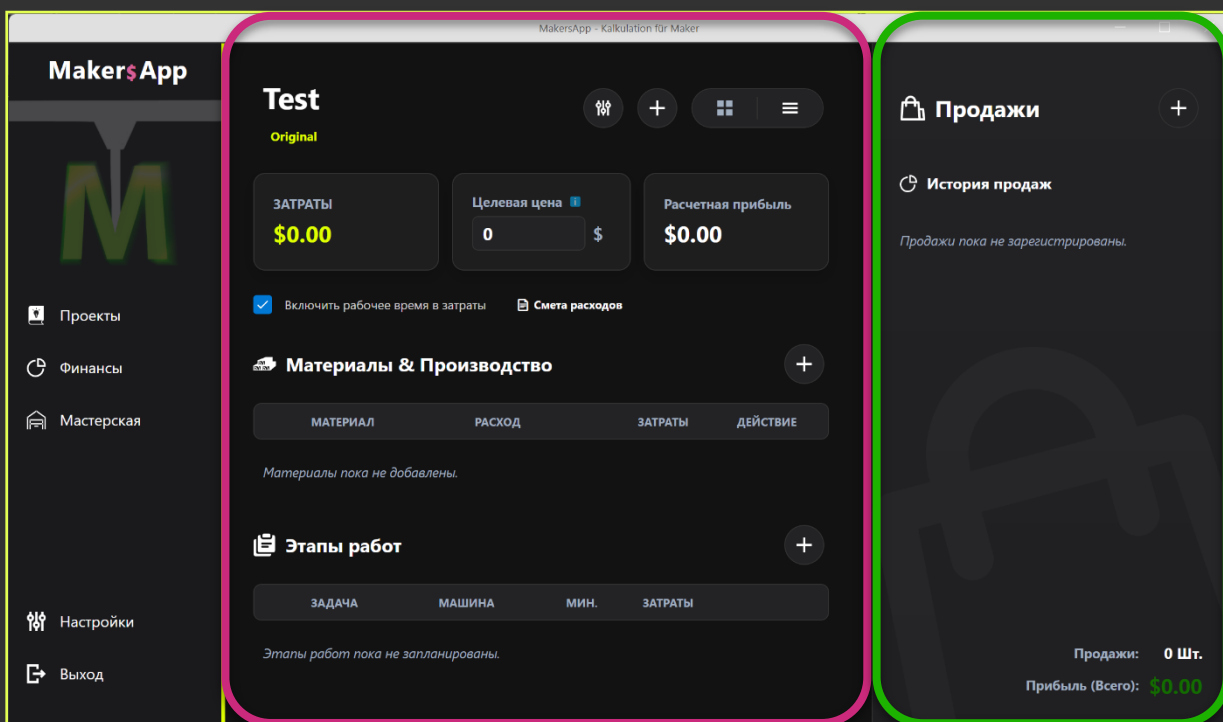 MakersApp - Kalkulation für Maker
Maker$App
M
Проекты
Финансы
Мастерская
Настройки
Выход
Test
Original
ЗАТРАТЫ
$0.00
Целевая цена i
0 $
Расчетная прибыль
$0.00
Включить рабочее время в затраты
Смета расходов
Материалы & Производство
МАТЕРИАЛ РАСХОД ЗАТРАТЫ ДЕЙСТВИЕ
Материалы пока не добавлены.
Этапы работ
ЗАДАЧА МАШИНА МИН. ЗАТРАТЫ
Этапы работ пока не запланированы.
Продажи
История продаж
Продажи пока не зарегистрированы.
Продажи: 0 Шт.
Прибыль (Всего): $0.00